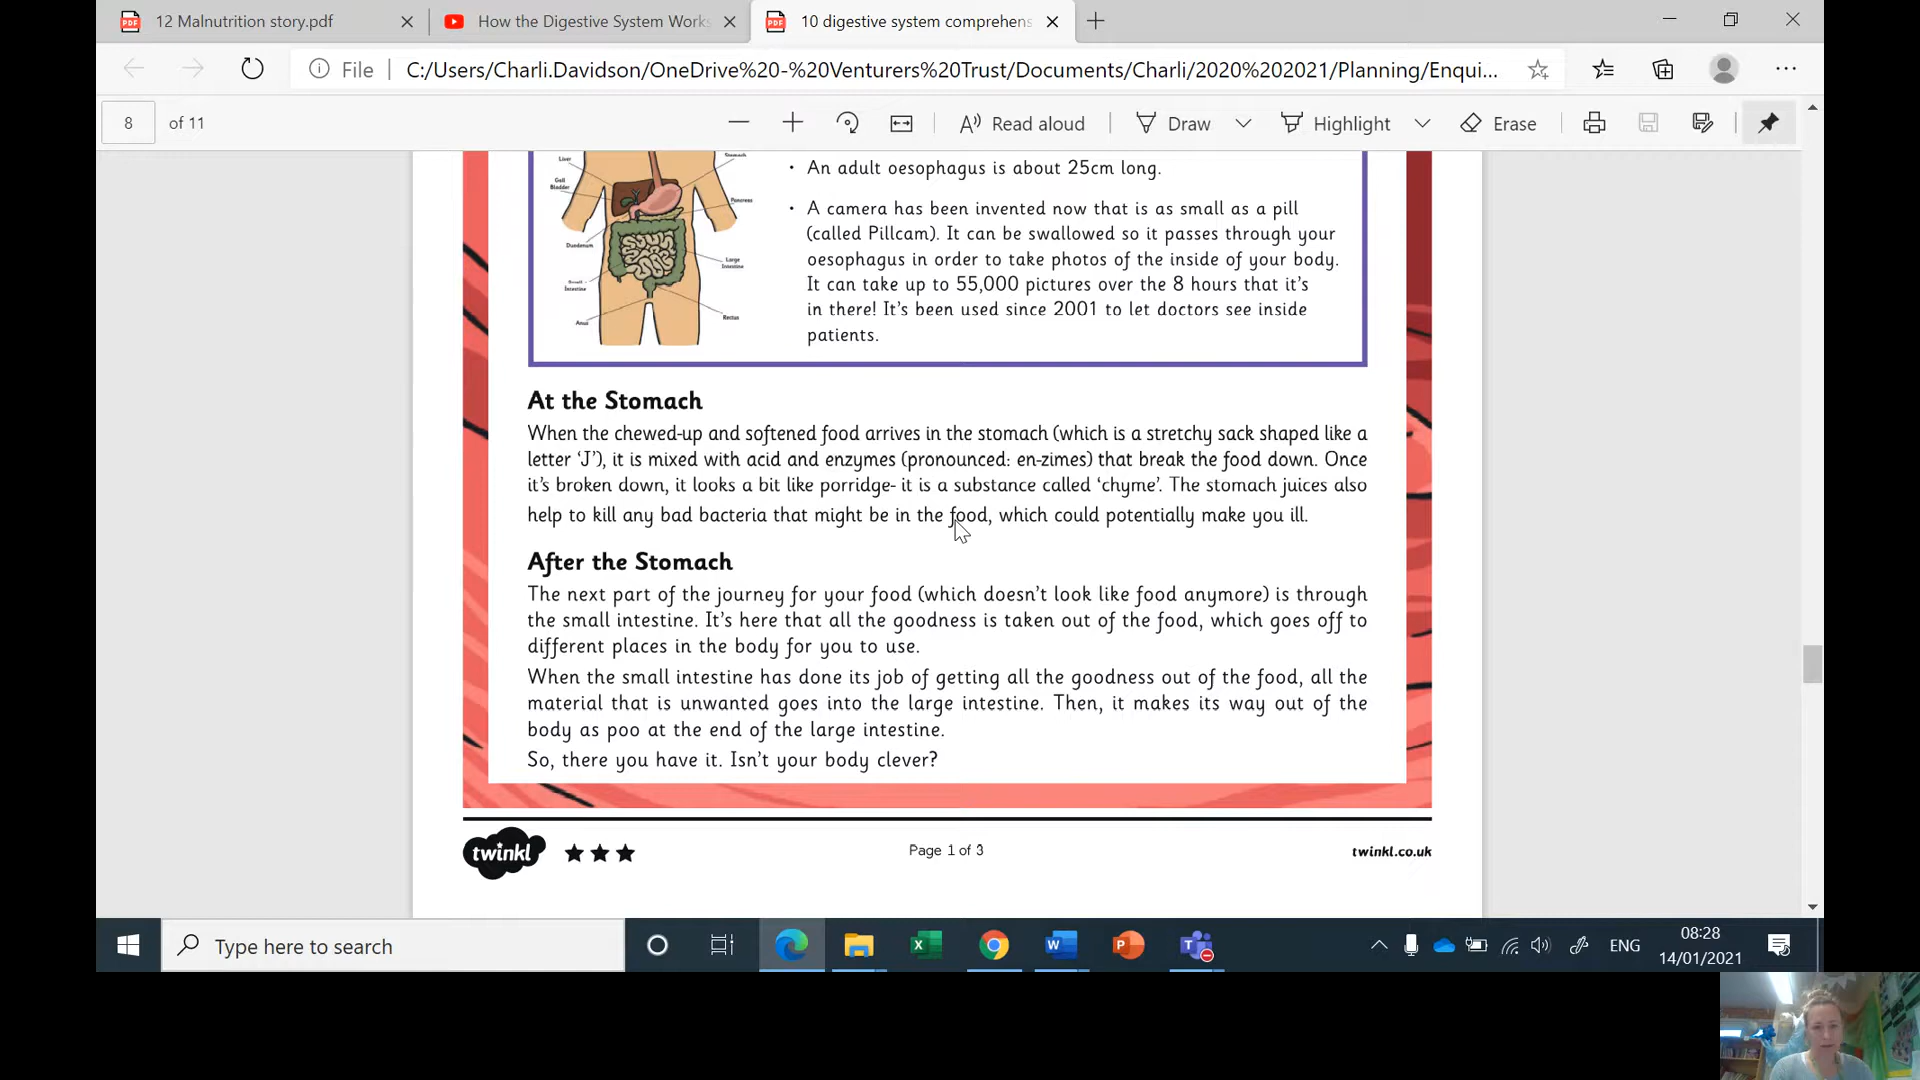 12 Malnutrition story.pdf
How the Digestive System Works
10 digestive system comprehens
File
C:/Users/Charli.Davidson/OneDrive%20-%20Venturers%20Trust/Documents/Charli/2020%202021/Planning/Enqui...
8 of 11
Read aloud
Draw
Highlight
Erase
Liver
Stomach
Gall
Bladder
Pancreas
Duodenum
Large
Intestine
Small
Intestine
Anus
• An adult oesophagus is about 25cm long.
• A camera has been invented now that is as small as a pill
(called Pillcam). It can be swallowed so it passes through your
oesophagus in order to take photos of the inside of your body.
It can take up to 55,000 pictures over the 8 hours that it's
in there! It's been used since 2001 to let doctors see inside
patients.
At the Stomach
When the chewed-up and softened food arrives in the stomach (which is a stretchy sack shaped like a
letter 'J'), it is mixed with acid and enzymes (pronounced: en-zimes) that break the food down. Once
it's broken down, it looks a bit like porridge- it is a substance called 'chyme'. The stomach juices also
help to kill any bad bacteria that might be in the food, which could potentially make you ill.
After the Stomach
The next part of the journey for your food (which doesn't look like food anymore) is through
the small intestine. It's here that all the goodness is taken out of the food, which goes off to
different places in the body for you to use.
When the small intestine has done its job of getting all the goodness out of the food, all the
material that is unwanted goes into the large intestine. Then, it makes its way out of the
body as poo at the end of the large intestine.
So, there you have it. Isn't your body clever?
twinkl
Page 1 of 3
twinkl.co.uk
Type here to search
ENG
08:28
14/01/2021